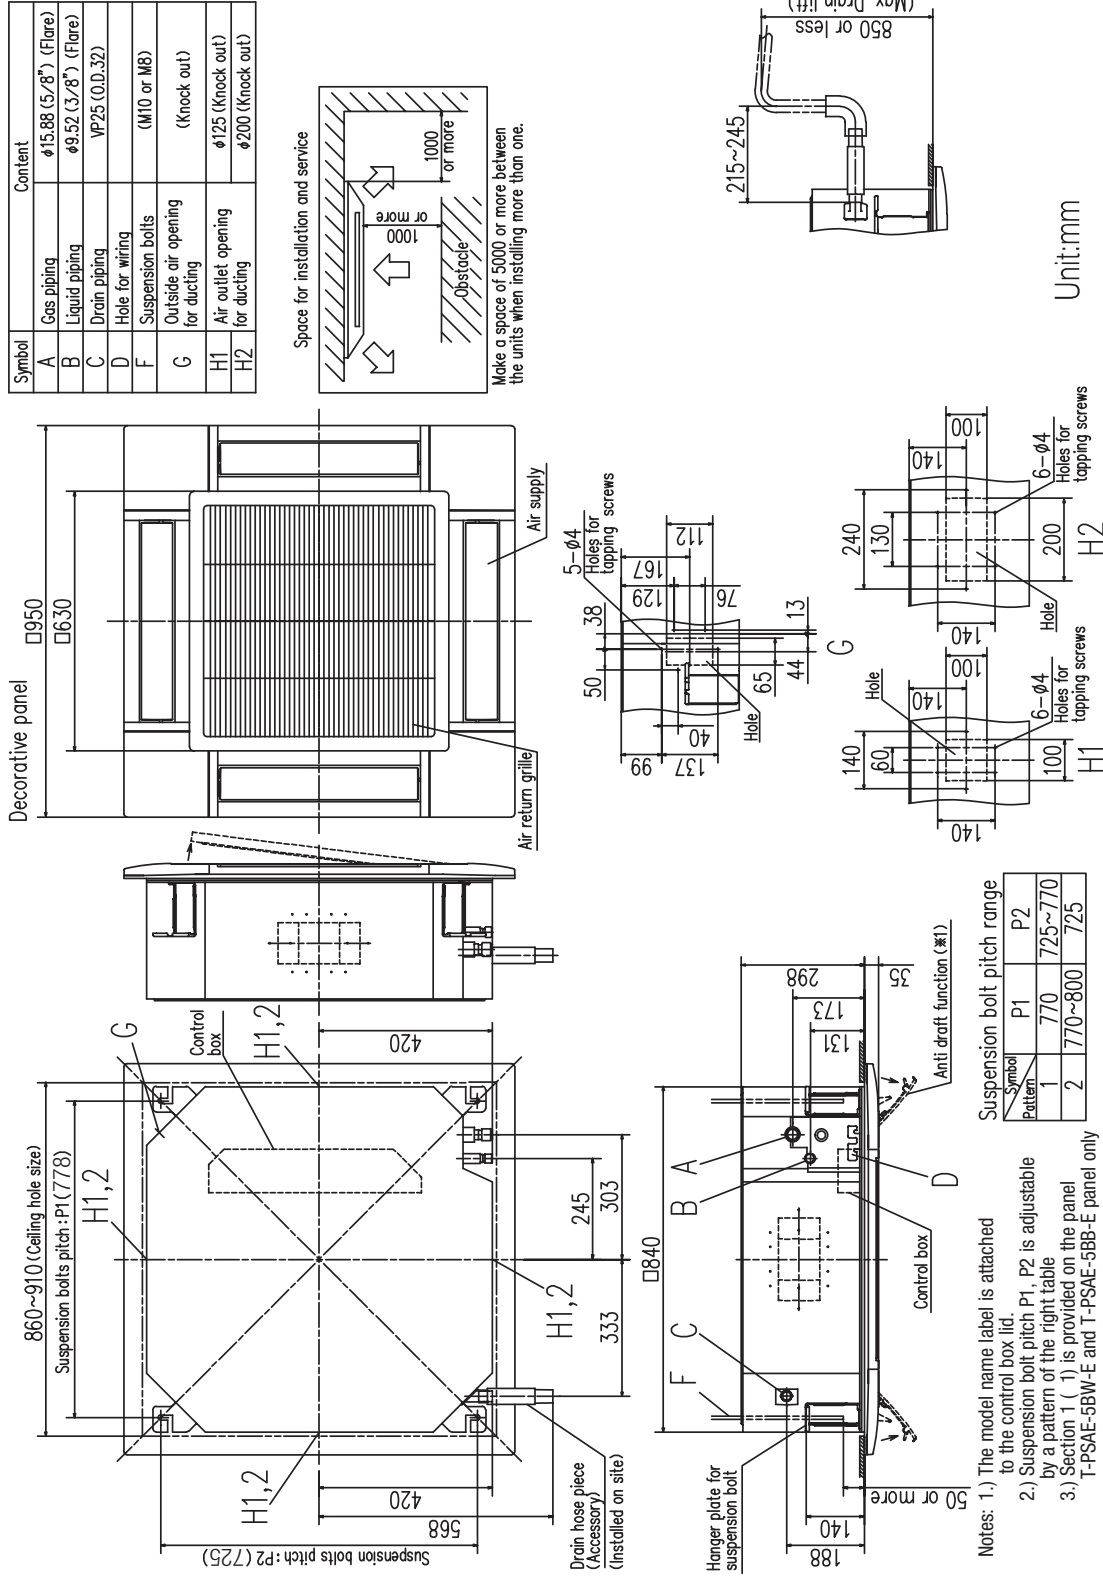 Symbol Content
A Gas piping ϕ15.88 (5/8") (Flare)
B Liquid piping ϕ9.52 (3/8") (Flare)
C Drain piping VP25 (O.D.32)
D Hole for wiring
F Suspension bolts (M10 or M8)
G Outside air opening
for ducting (Knock out)
H1 Air outlet opening ϕ125 (Knock out)
H2 for ducting ϕ200 (Knock out)
Decorative panel
□950
□630
Air supply
Air return grille
Space for installation and service
1000
or more
1000
or more
Obstacle
Make a space of 5000 or more between
the units when installing more than one.
860~910 (Ceiling hole size)
Suspension bolts pitch : P1 (778)
H1,2
G
Control
box
H1,2
H1,2
H1,2
Suspension bolts pitch : P2 (725)
420
568
420
245
303
333
Drain hose piece
(Accessory)
(Installed on site)
5-ϕ4
Holes for
tapping screws
38
50
129
167
112
76
13
44
65
40
99
137
Hole
G
215~245
850 or less
(Max. Drain lift)
Unit:mm
□840
F
C
B
A
D
298
173
131
35
Anti draft function (※1)
Control box
Hanger plate for
suspension bolt
50 or more
140
188
140
60
140
100
140
100
Hole
6-ϕ4
Holes for
tapping screws
H1
240
130
140
100
140
200
Hole
6-ϕ4
Holes for
tapping screws
H2
Suspension bolt pitch range
Symbol
Pattern P1 P2
1 770 725~770
2 770~800 725
Notes: 1.) The model name label is attached
to the control box lid.
2.) Suspension bolt pitch P1, P2 is adjustable
by a pattern of the right table
3.) Section 1 ( 1) is provided on the panel
T-PSAE-5BW-E and T-PSAE-5BB-E panel only